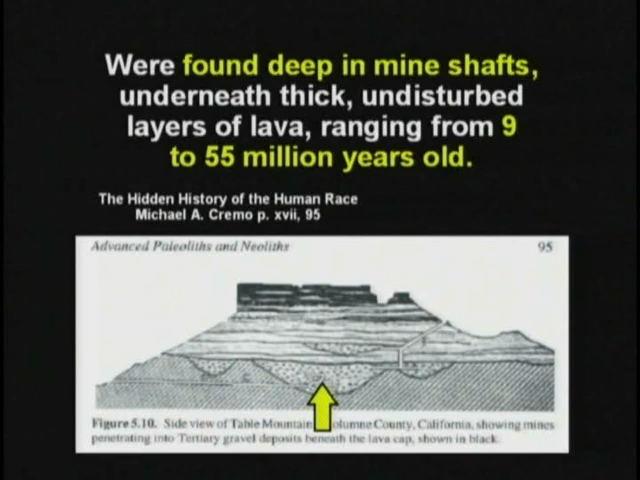 Were found deep in mine shafts,
underneath thick, undisturbed
layers of lava, ranging from 9
to 55 million years old.
The Hidden History of the Human Race
Michael A. Cremo p. xvii, 95
Advanced Paleoliths and Neoliths 95
Figure 5.10. Side view of Table Mountain olumne County, California, showing mines
penetrating into Tertiary gravel deposits beneath the lava cap, shown in black.